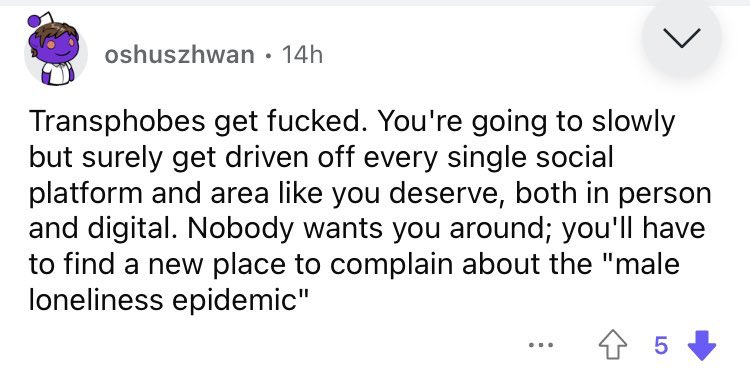 oshuszhwan • 14h
Transphobes get fucked. You're going to slowly
but surely get driven off every single social
platform and area like you deserve, both in person
and digital. Nobody wants you around; you'll have
to find a new place to complain about the "male
loneliness epidemic"
... 5